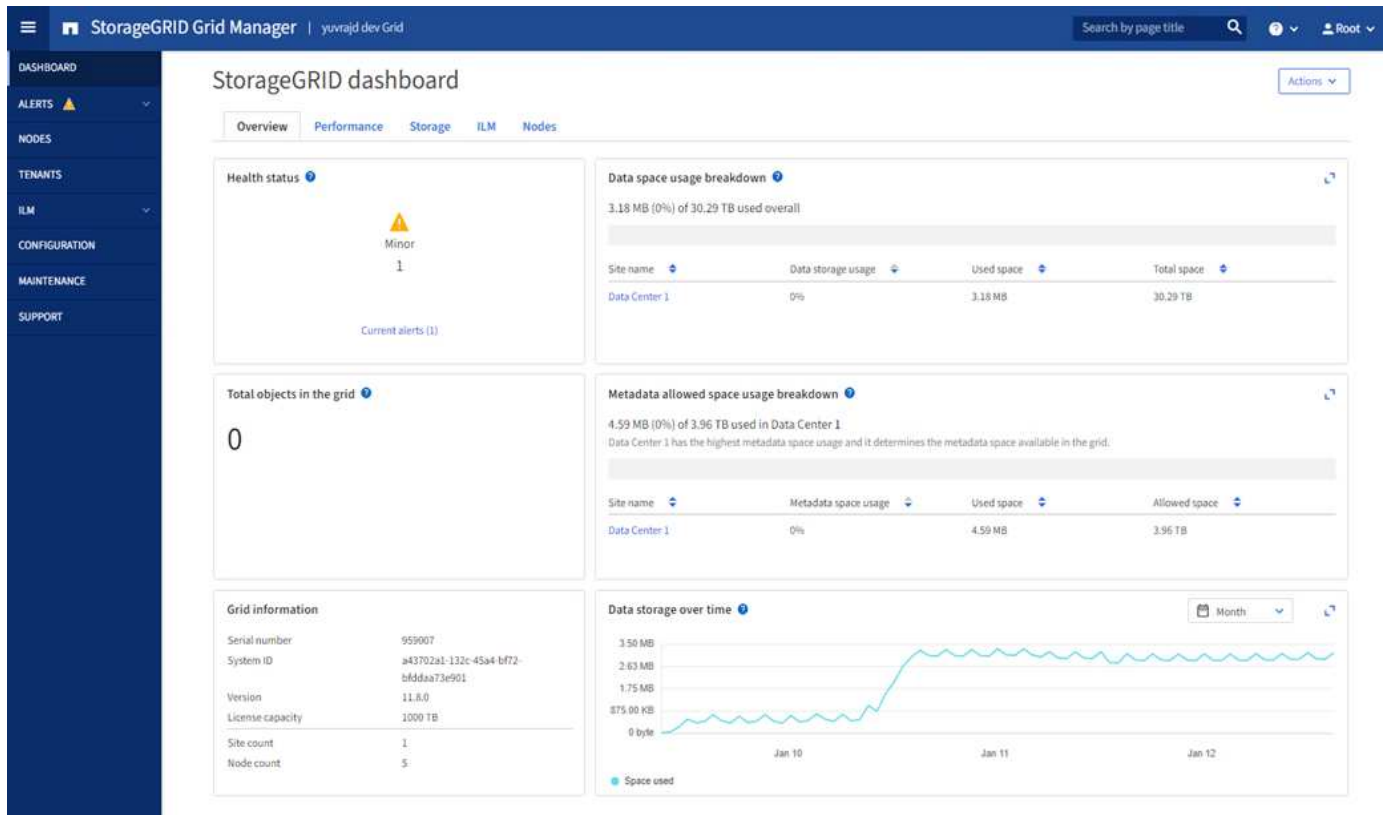 StorageGRID Grid Manager | yuvrajd dev Grid
Search by page title
Root
DASHBOARD
ALERTS
NODES
TENANTS
ILM
CONFIGURATION
MAINTENANCE
SUPPORT
StorageGRID dashboard
Actions
Overview Performance Storage ILM Nodes
Health status
Minor
1
Current alerts (1)
Data space usage breakdown
3.18 MB (0%) of 30.29 TB used overall
Site name Data storage usage Used space Total space
Data Center 1 0% 3.18 MB 30.29 TB
Total objects in the grid
0
Metadata allowed space usage breakdown
4.59 MB (0%) of 3.96 TB used in Data Center 1
Data Center 1 has the highest metadata space usage and it determines the metadata space available in the grid.
Site name Metadata space usage Used space Allowed space
Data Center 1 0% 4.59 MB 3.96 TB
Grid information
Serial number 959007
System ID a43702a1-132c-45a4-bf72-
bfddaa73e901
Version 11.8.0
License capacity 1000 TB
Site count 1
Node count 5
Data storage over time
Month
3.50 MB
2.63 MB
1.75 MB
875.00 KB
0 byte
Jan 10 Jan 11 Jan 12
Space used